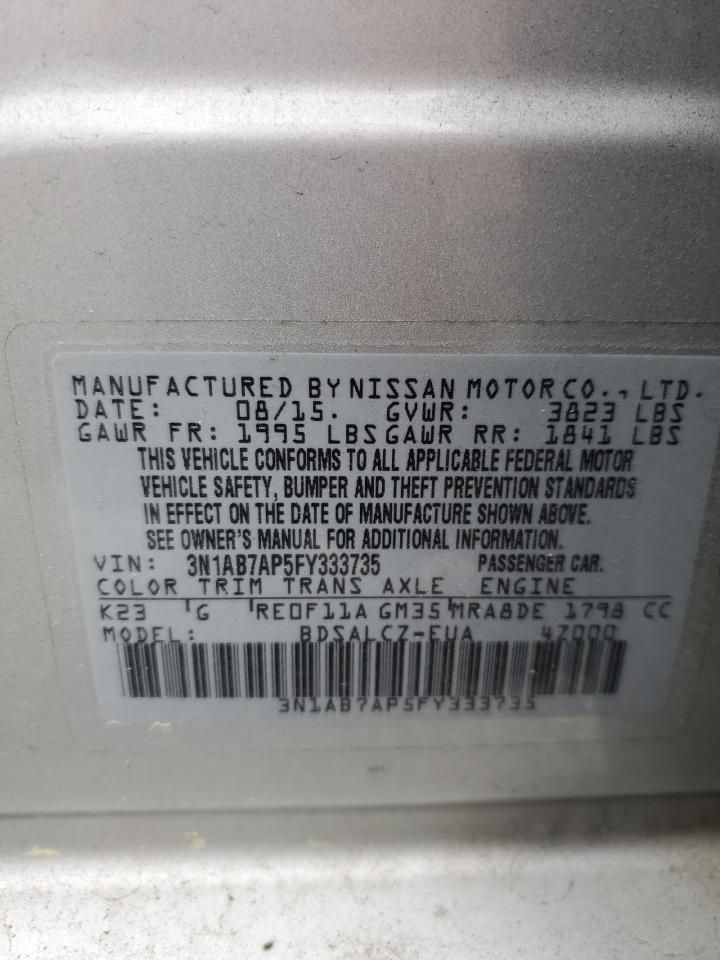 MANUFACTURED BY NISSAN MOTOR CO., LTD.
DATE: 08/15. GVWR: 3823 LBS
GAWR FR: 1995 LBS GAWR RR: 1841 LBS
THIS VEHICLE CONFORMS TO ALL APPLICABLE FEDERAL MOTOR
VEHICLE SAFETY, BUMPER AND THEFT PREVENTION STANDARDS
IN EFFECT ON THE DATE OF MANUFACTURE SHOWN ABOVE.
SEE OWNER'S MANUAL FOR ADDITIONAL INFORMATION.
VIN: 3N1AB7AP5FY333735 PASSENGER CAR.
COLOR TRIM TRANS AXLE ENGINE
K23 G RE0F11A GM35 MRA8DE 1798 CC
MODEL: BDSALCZ-EUA 4Z000
3N1AB7AP5FY333735